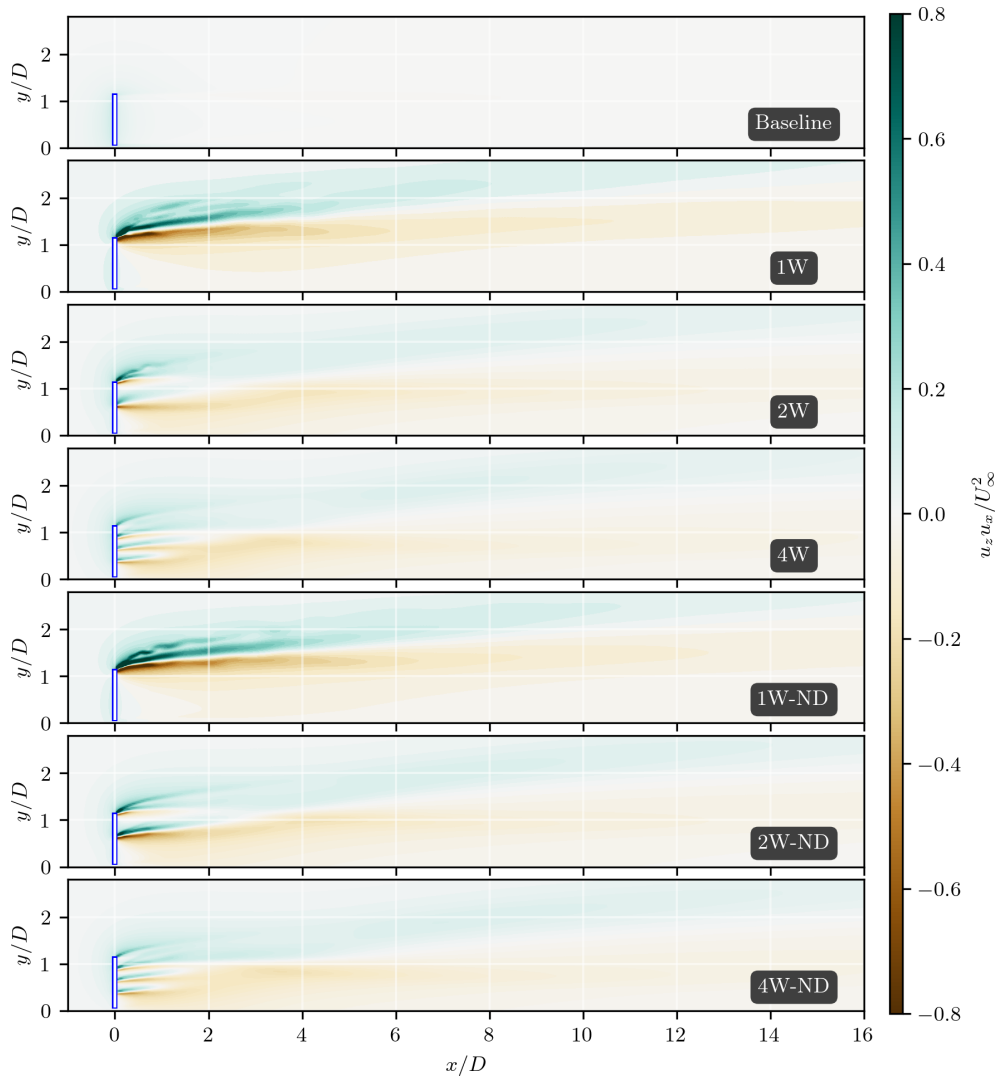 2
1
0
y/D
Baseline
2
1
0
y/D
1W
2
1
0
y/D
2W
2
1
0
y/D
4W
2
1
0
y/D
1W-ND
2
1
0
y/D
2W-ND
2
1
0
y/D
4W-ND
0 2 4 6 8 10 12 14 16
x/D
0.8
0.6
0.4
0.2
0.0
−0.2
−0.4
−0.6
−0.8
u_z u_x/U_∞^2